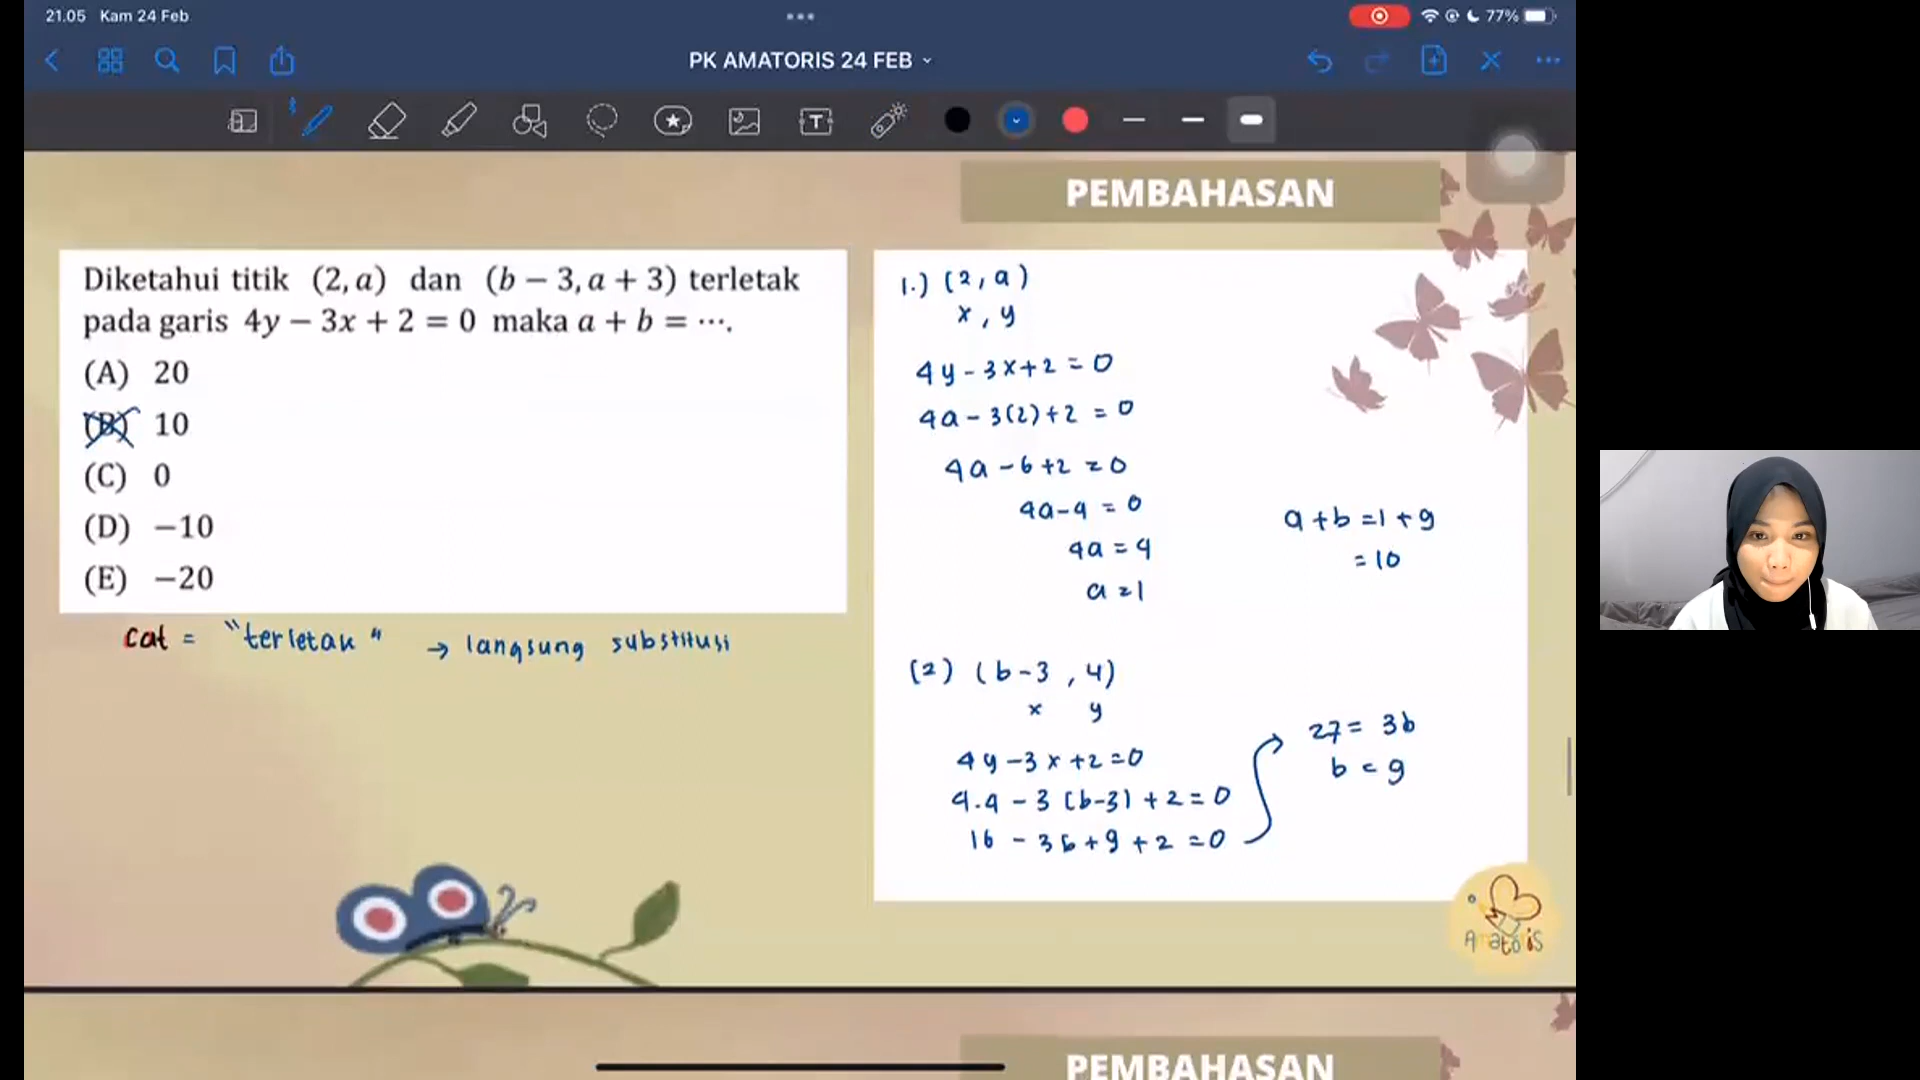 21.05 Kam 24 Feb
77%
PK AMATORIS 24 FEB
T
PEMBAHASAN
Diketahui titik (2, a) dan (b − 3, a + 3) terletak
pada garis 4y − 3x + 2 = 0 maka a + b = ⋯.
(A) 20
(B) 10
(C) 0
(D) −10
(E) −20
cat = "terletak" → langsung substitusi
1.) (2, a)
x, y
4y - 3x + 2 = 0
4a - 3(2) + 2 = 0
4a - 6 + 2 = 0
4a - 4 = 0
4a = 4
a = 1
a + b = 1 + 9
= 10
(2) (b - 3, 4)
x y
4y - 3x + 2 = 0
4.4 - 3 (b-3) + 2 = 0
16 - 3b + 9 + 2 = 0
27 = 3b
b = 9
Amatoris
PEMBAHASAN